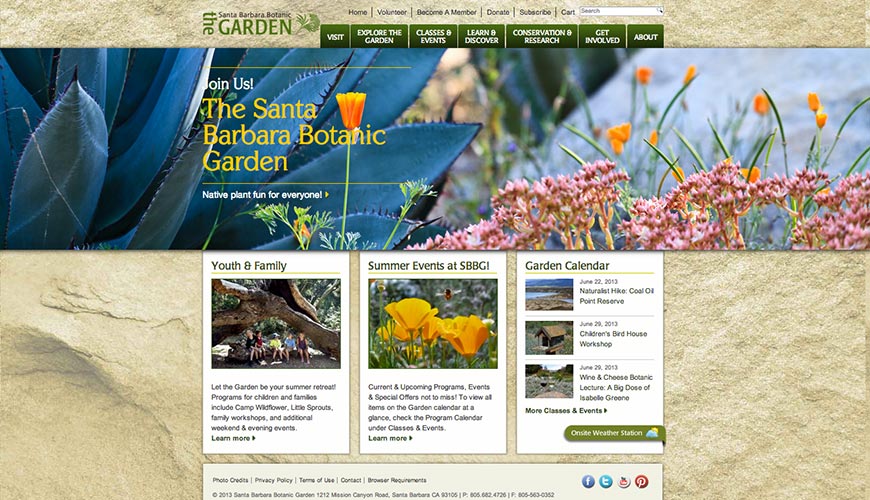 Home Volunteer Become A Member Donate Subscribe Cart Search
the Santa Barbara Botanic
GARDEN
VISIT EXPLORE THE GARDEN CLASSES & EVENTS LEARN & DISCOVER CONSERVATION & RESEARCH GET INVOLVED ABOUT
Join Us!
The Santa
Barbara Botanic
Garden
Native plant fun for everyone!
Youth & Family
Let the Garden be your summer retreat!
Programs for children and families
include Camp Wildflower, Little Sprouts,
family workshops, and additional
weekend & evening events.
Learn more
Summer Events at SBBG!
Current & Upcoming Programs, Events
& Special Offers not to miss! To view all
items on the Garden calendar at a
glance, check the Program Calendar
under Classes & Events.
Learn more
Garden Calendar
June 22, 2013
Naturalist Hike: Coal Oil
Point Reserve
June 29, 2013
Children's Bird House
Workshop
June 29, 2013
Wine & Cheese Botanic
Lecture: A Big Dose of
Isabelle Greene
More Classes & Events
Onsite Weather Station
Photo Credits | Privacy Policy | Terms of Use | Contact | Browser Requirements
© 2013 Santa Barbara Botanic Garden 1212 Mission Canyon Road, Santa Barbara CA 93105 | P: 805.682.4726 | F: 805-563-0352